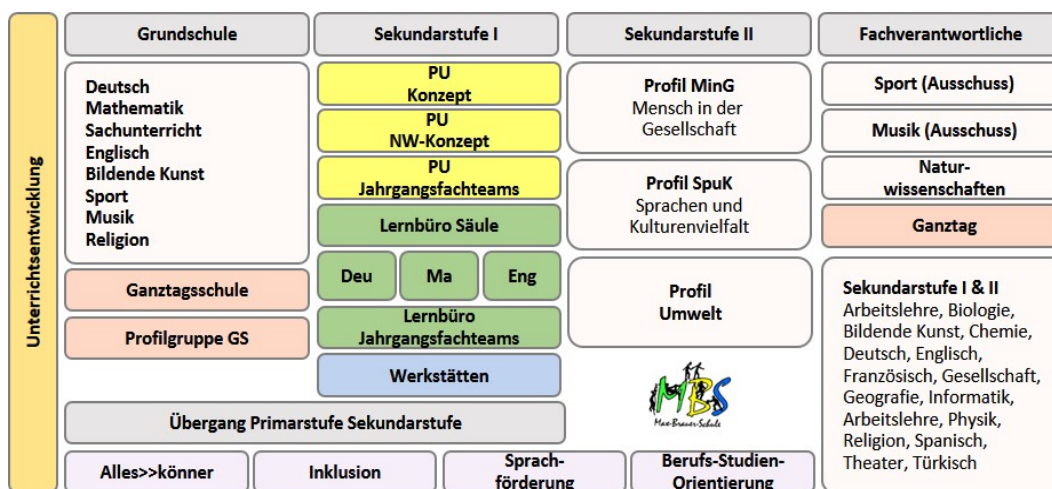 Unterrichtsentwicklung
Grundschule
Deutsch
Mathematik
Sachunterricht
Englisch
Bildende Kunst
Sport
Musik
Religion
Ganztagsschule
Profilgruppe GS
Sekundarstufe I
PU
Konzept
PU
NW-Konzept
PU
Jahrgangsfachteams
Lernbüro Säule
Deu
Ma
Eng
Lernbüro
Jahrgangsfachteams
Werkstätten
Übergang Primarstufe Sekundarstufe
Sekundarstufe II
Profil MinG
Mensch in der
Gesellschaft
Profil SpuK
Sprachen und
Kulturenvielfalt
Profil
Umwelt
MBS
Max-Brauer-Schule
Fachverantwortliche
Sport (Ausschuss)
Musik (Ausschuss)
Natur-
wissenschaften
Ganztag
Sekundarstufe I & II
Arbeitslehre, Biologie,
Bildende Kunst, Chemie,
Deutsch, Englisch,
Französisch, Gesellschaft,
Geografie, Informatik,
Arbeitslehre, Physik,
Religion, Spanisch,
Theater, Türkisch
Alles>>könner
Inklusion
Sprach-
förderung
Berufs-Studien-
Orientierung